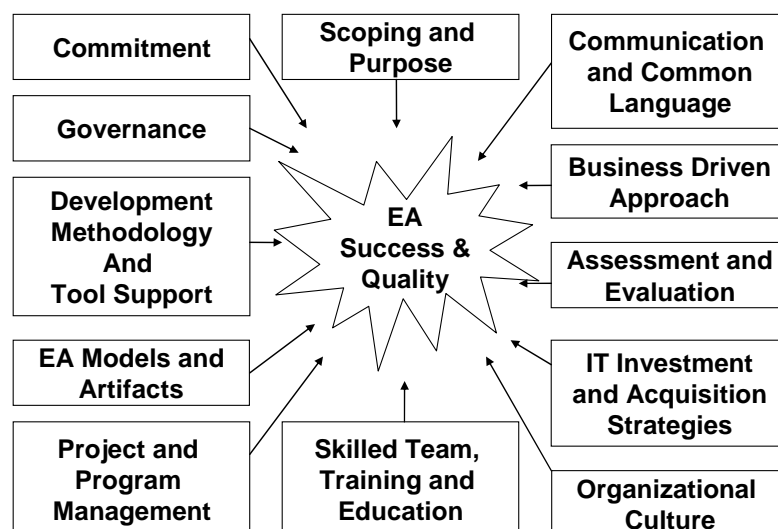 Commitment
Scoping and
Purpose
Communication
and Common
Language
Governance
Business Driven
Approach
Development
Methodology
And
Tool Support
EA
Success &
Quality
Assessment and
Evaluation
EA Models and
Artifacts
IT Investment
and Acquisition
Strategies
Project and
Program
Management
Skilled Team,
Training and
Education
Organizational
Culture